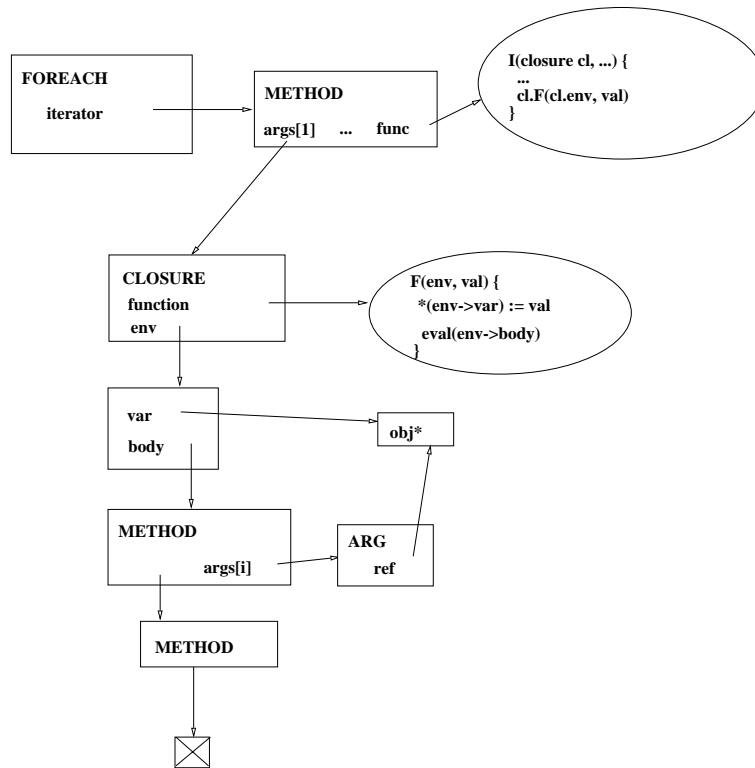 FOREACH
iterator
METHOD
args[1] ... func
I(closure cl, ...) {
...
cl.F(cl.env, val)
}
CLOSURE
function
env
F(env, val) {
*(env->var) := val
eval(env->body)
}
var
body
obj*
METHOD
args[i]
ARG
ref
METHOD